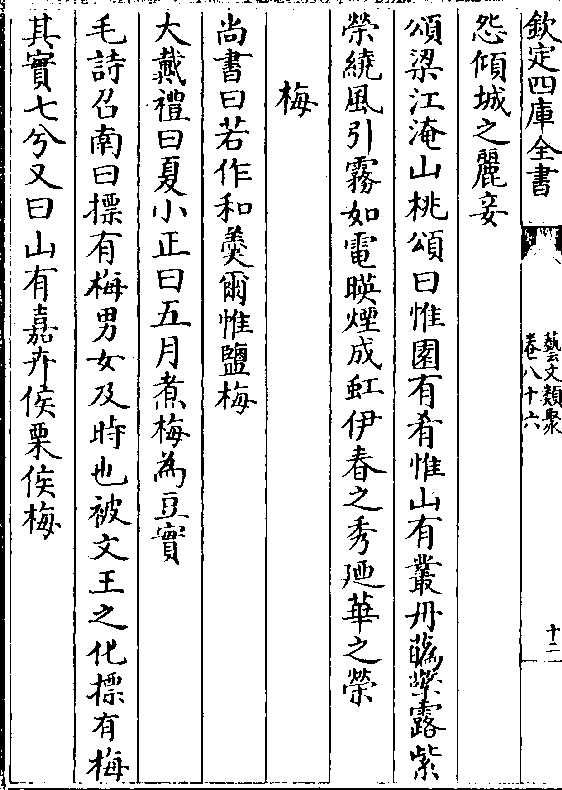 欽定四庫全書
藝文類聚
卷八十六
十二
怨傾城之麗妾
頌梁江淹山桃頌曰惟園有肴惟山有叢丹蘤擎露紫
榮繞風引霧如電映煙成虹伊春之秀廼華之榮
梅
尚書曰若作和羹爾惟鹽梅
大戴禮曰夏小正曰五月煮梅為豆實
毛詩召南曰摽有梅男女及時也被文王之化摽有梅
其實七兮又曰山有嘉卉侯栗侯梅